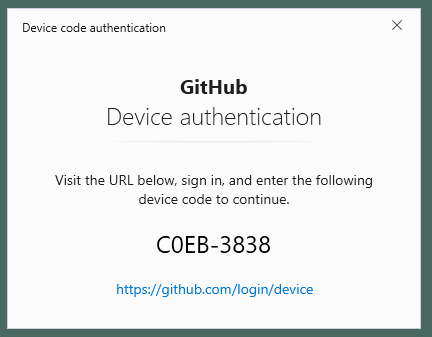 Device code authentication
GitHub
Device authentication
Visit the URL below, sign in, and enter the following
device code to continue.
C0EB-3838
https://github.com/login/device